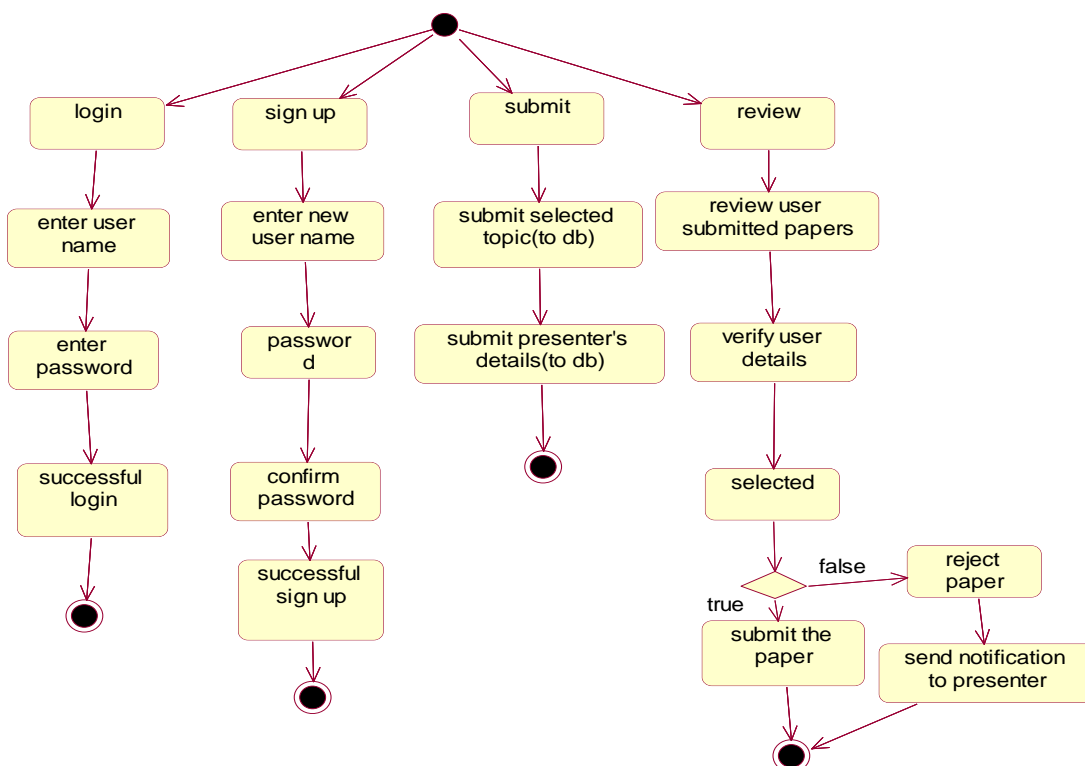 login
sign up
submit
review
enter user
name
enter new
user name
submit selected
topic(to db)
review user
submitted papers
enter
password
passwor
d
submit presenter's
details(to db)
verify user
details
successful
login
confirm
password
selected
successful
sign up
false
reject
paper
true
submit the
paper
send notification
to presenter